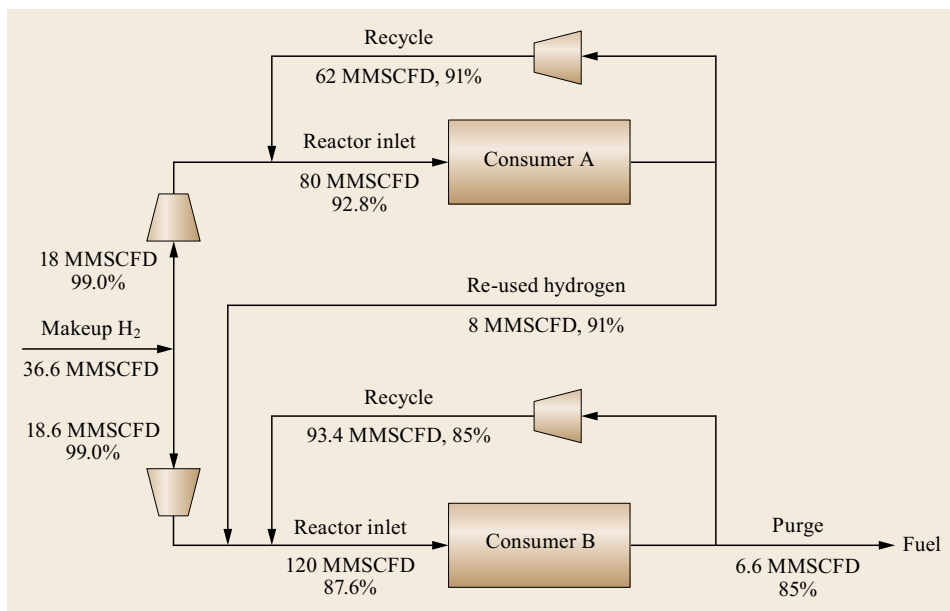 Recycle
62 MMSCFD, 91%
Reactor inlet
80 MMSCFD
92.8%
Consumer A
18 MMSCFD
99.0%
Re-used hydrogen
8 MMSCFD, 91%
Makeup H₂
36.6 MMSCFD
Recycle
93.4 MMSCFD, 85%
18.6 MMSCFD
99.0%
Reactor inlet
120 MMSCFD
87.6%
Consumer B
Purge
6.6 MMSCFD
85%
Fuel